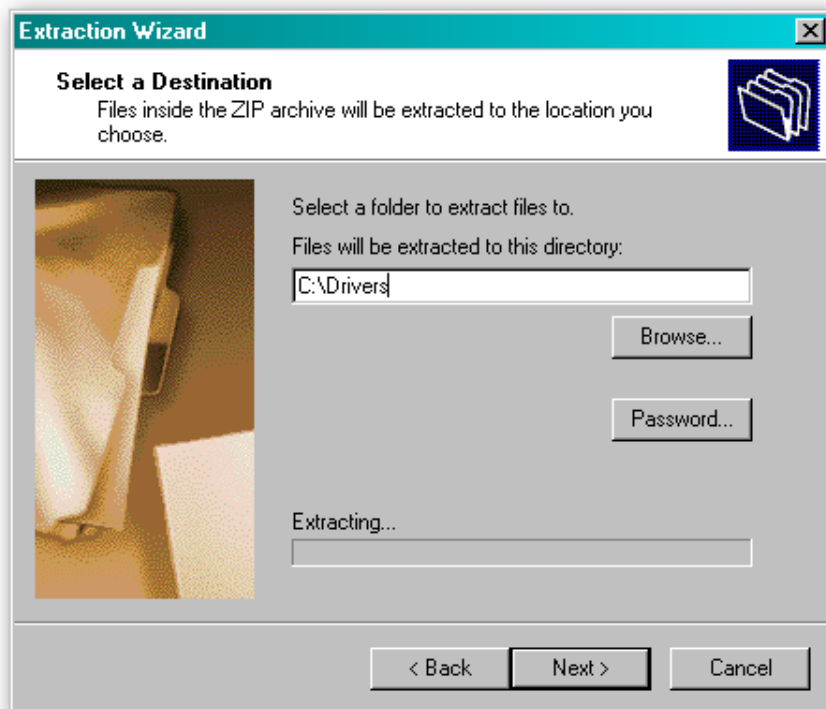 Extraction Wizard
Select a Destination
Files inside the ZIP archive will be extracted to the location you
choose.
Select a folder to extract files to.
Files will be extracted to this directory:
C:\Drivers
Browse...
Password...
Extracting...
< Back Next > Cancel